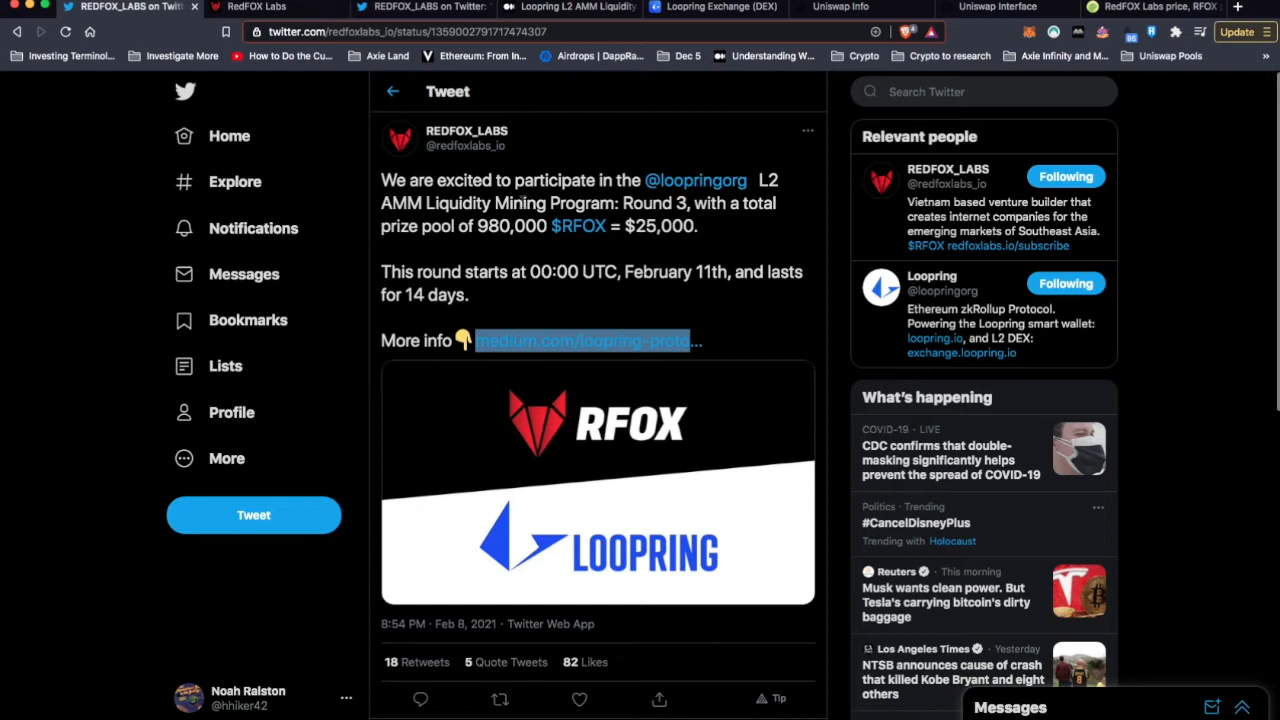 REDFOX_LABS on Twitt
RedFOX Labs
REDFOX_LABS on Twitter:
Loopring L2 AMM Liquidity
Loopring Exchange (DEX)
Uniswap Info
Uniswap Interface
RedFOX Labs price, RFOX
twitter.com/redfoxlabs_io/status/1359002791717474307
Update
Investing Terminol...
Investigate More
How to Do the Cu...
Axie Land
Ethereum: From In...
Airdrops | DappRa...
Dec 5
Understanding W...
Crypto
Crypto to research
Axie Infinity and M...
Uniswap Pools
»
Home
Explore
Notifications
Messages
Bookmarks
Lists
Profile
More
Tweet
Noah Ralston
@hhiker42
Tweet
REDFOX_LABS
@redfoxlabs_io
We are excited to participate in the @loopringorg L2
AMM Liquidity Mining Program: Round 3, with a total
prize pool of 980,000 $RFOX = $25,000.
This round starts at 00:00 UTC, February 11th, and lasts
for 14 days.
More info👇 medium.com/loopring-proto...
RFOX
LOOPRING
8:54 PM · Feb 8, 2021 · Twitter Web App
18 Retweets 5 Quote Tweets 82 Likes
Tip
Search Twitter
Relevant people
REDFOX_LABS
@redfoxlabs_io
Following
Vietnam based venture builder that
creates internet companies for the
emerging markets of Southeast Asia.
$RFOX redfoxlabs.io/subscribe
Loopring
@loopringorg
Following
Ethereum zkRollup Protocol.
Powering the Loopring smart wallet:
loopring.io, and L2 DEX:
exchange.loopring.io
What's happening
COVID-19 · LIVE
CDC confirms that double-
masking significantly helps
prevent the spread of COVID-19
Politics · Trending
#CancelDisneyPlus
Trending with Holocaust
Reuters · This morning
Musk wants clean power. But
Tesla's carrying bitcoin's dirty
baggage
Los Angeles Times · Yesterday
NTSB announces cause of crash
that killed Kobe Bryant and eight
others
Messages